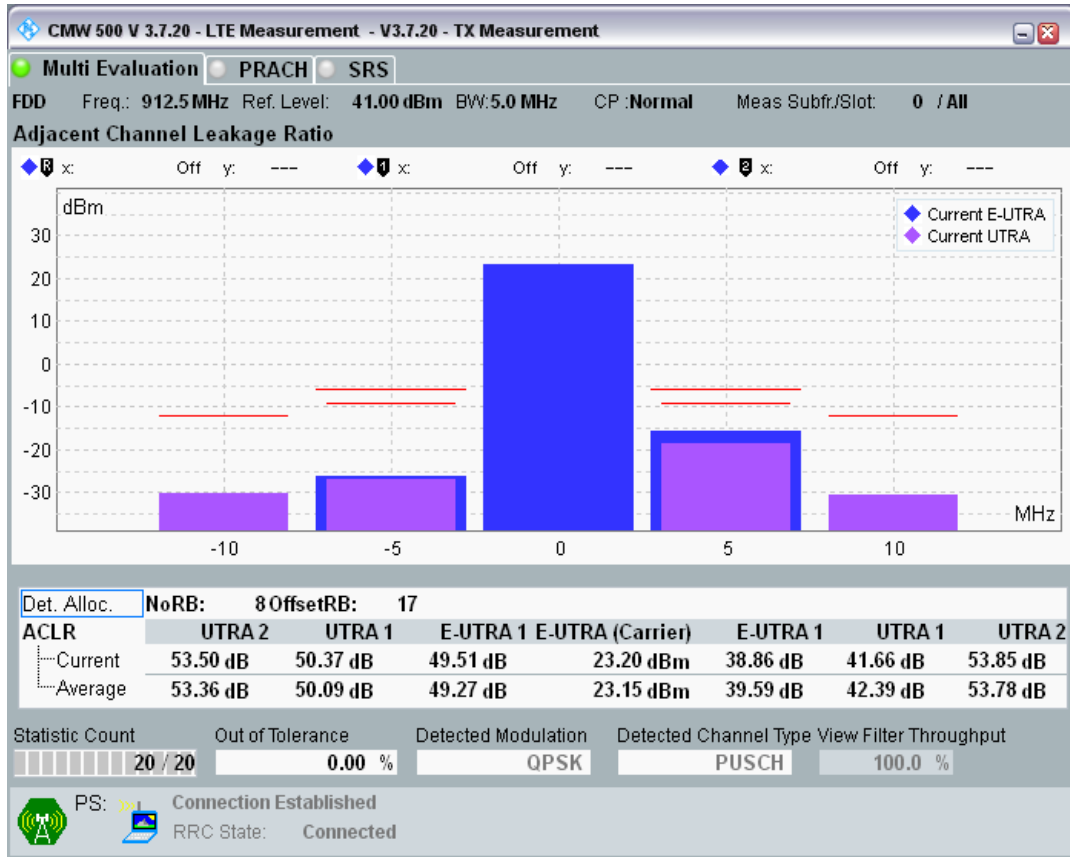 CMW 500 V 3.7.20 - LTE Measurement - V3.7.20 - TX Measurement
Multi Evaluation PRACH SRS
FDD Freq.: 912.5 MHz Ref. Level: 41.00 dBm BW: 5.0 MHz CP : Normal Meas Subfr./Slot: 0 / All
Adjacent Channel Leakage Ratio
R x: Off y: --- 1 x: Off y: --- 2 x: Off y: ---
dBm
Current E-UTRA
Current UTRA
30
20
10
0
-10
-20
-30
MHz
-10 -5 0 5 10
Det. Alloc. NoRB: 8 OffsetRB: 17
ACLR UTRA 2 UTRA 1 E-UTRA 1 E-UTRA (Carrier) E-UTRA 1 UTRA 1 UTRA 2
Current 53.50 dB 50.37 dB 49.51 dB 23.20 dBm 38.86 dB 41.66 dB 53.85 dB
Average 53.36 dB 50.09 dB 49.27 dB 23.15 dBm 39.59 dB 42.39 dB 53.78 dB
Statistic Count Out of Tolerance Detected Modulation Detected Channel Type View Filter Throughput
20 / 20 0.00 % QPSK PUSCH 100.0 %
PS: Connection Established
RRC State: Connected